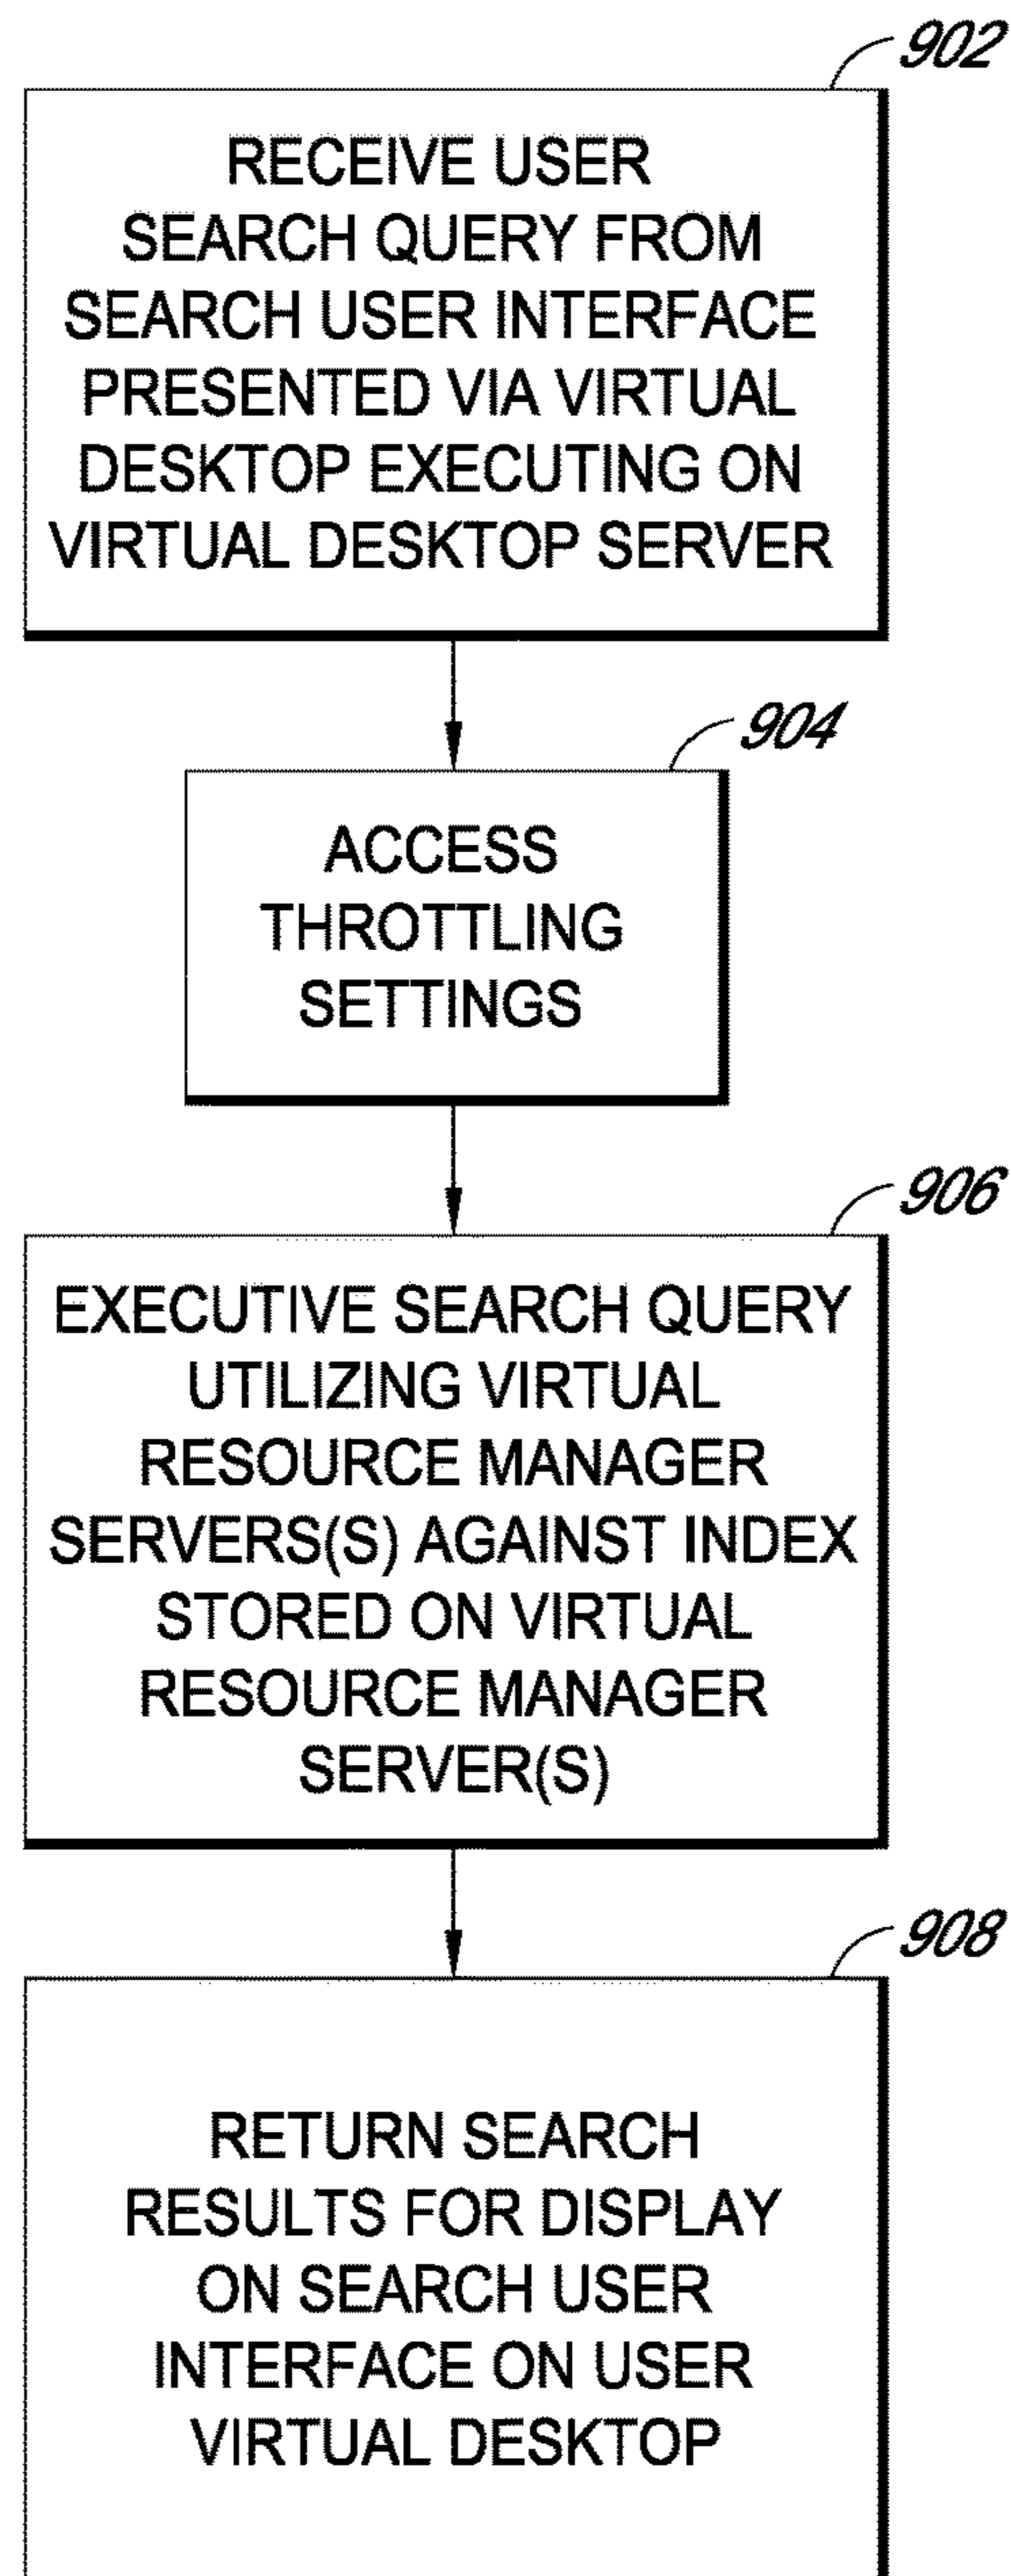 902
RECEIVE USER
SEARCH QUERY FROM
SEARCH USER INTERFACE
PRESENTED VIA VIRTUAL
DESKTOP EXECUTING ON
VIRTUAL DESKTOP SERVER
904
ACCESS
THROTTLING
SETTINGS
906
EXECUTIVE SEARCH QUERY
UTILIZING VIRTUAL
RESOURCE MANAGER
SERVERS(S) AGAINST INDEX
STORED ON VIRTUAL
RESOURCE MANAGER
SERVER(S)
908
RETURN SEARCH
RESULTS FOR DISPLAY
ON SEARCH USER
INTERFACE ON USER
VIRTUAL DESKTOP